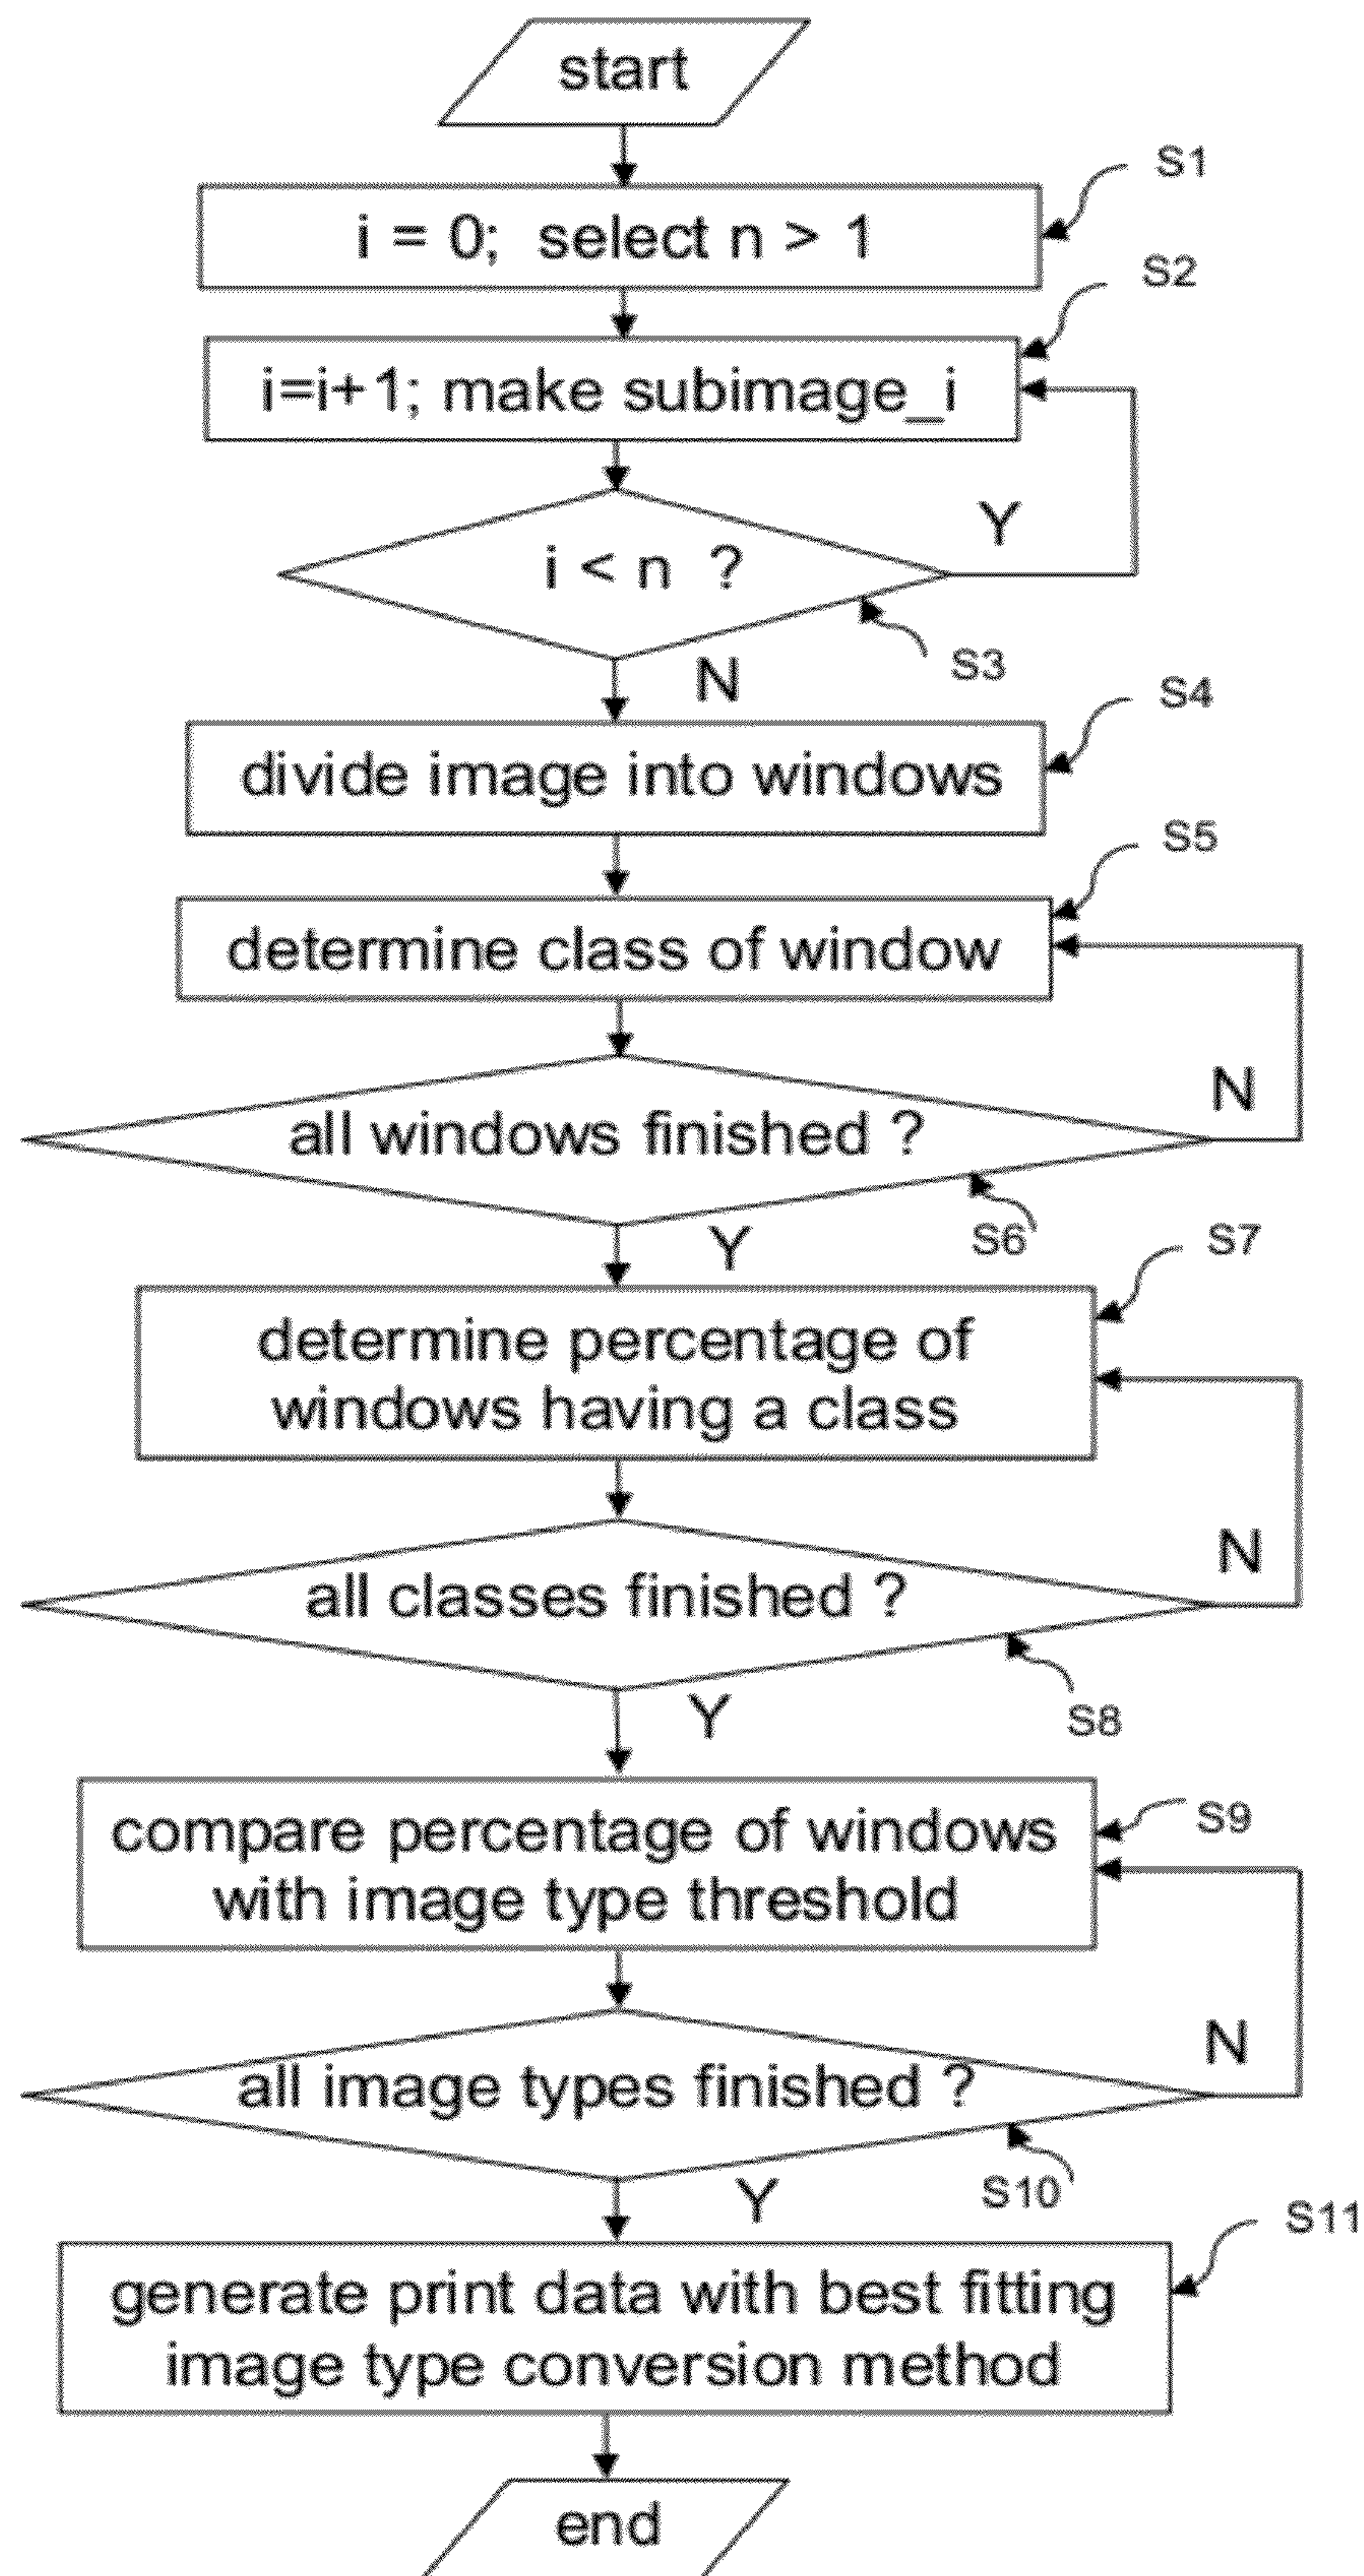 start
S1
i = 0; select n > 1
S2
i=i+1; make subimage_i
Y
i < n ?
S3
N
S4
divide image into windows
S5
determine class of window
N
all windows finished ?
S6
Y
S7
determine percentage of
windows having a class
N
all classes finished ?
S8
Y
S9
compare percentage of windows
with image type threshold
N
all image types finished ?
S10
Y
S11
generate print data with best fitting
image type conversion method
end